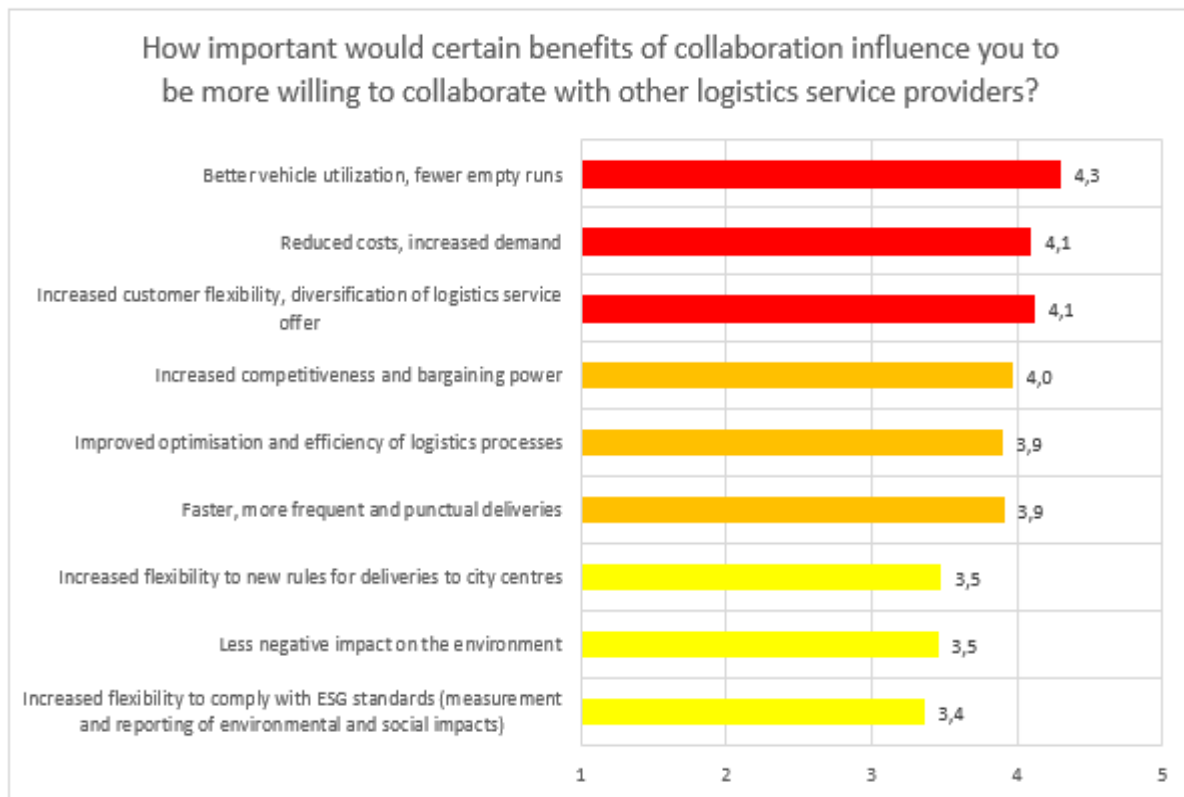 How important would certain benefits of collaboration influence you to
be more willing to collaborate with other logistics service providers?
Better vehicle utilization, fewer empty runs
4,3
Reduced costs, increased demand
4,1
Increased customer flexibility, diversification of logistics service
offer
4,1
Increased competitiveness and bargaining power
4,0
Improved optimisation and efficiency of logistics processes
3,9
Faster, more frequent and punctual deliveries
3,9
Increased flexibility to new rules for deliveries to city centres
3,5
Less negative impact on the environment
3,5
Increased flexibility to comply with ESG standards (measurement
and reporting of environmental and social impacts)
3,4
1 2 3 4 5